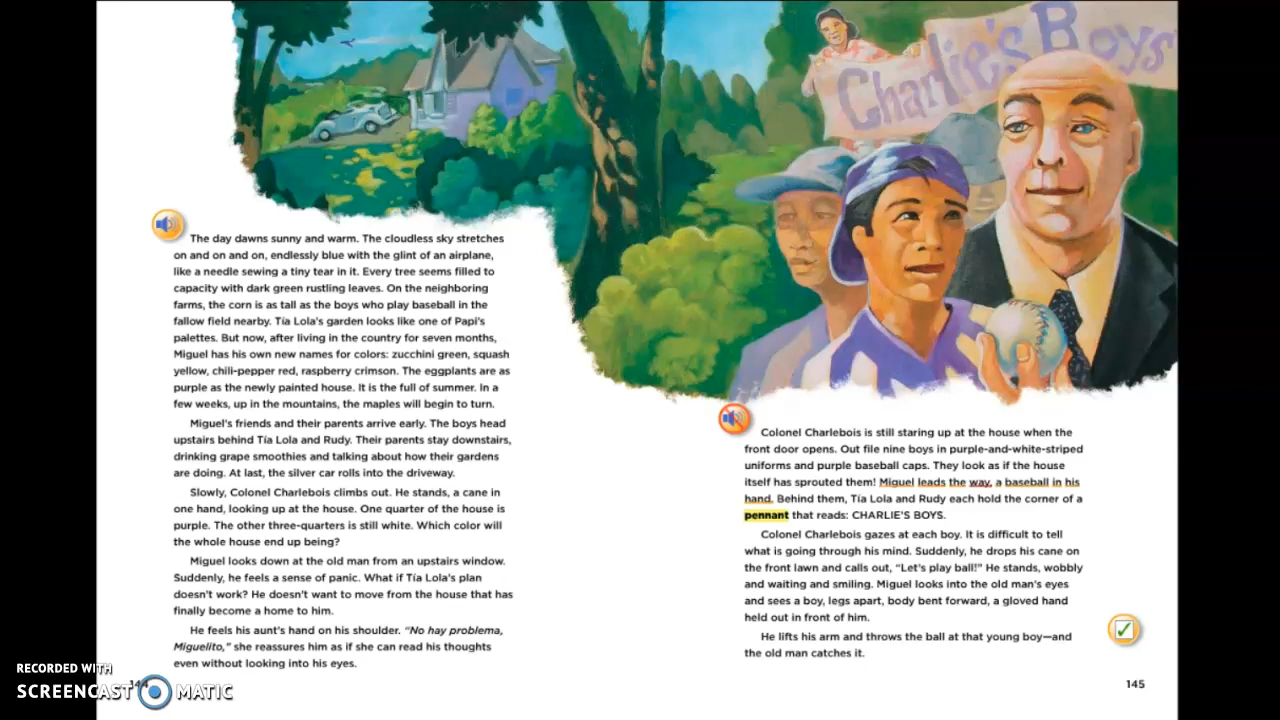 Charlie's Boys
The day dawns sunny and warm. The cloudless sky stretches
on and on and on, endlessly blue with the glint of an airplane,
like a needle sewing a tiny tear in it. Every tree seems filled to
capacity with dark green rustling leaves. On the neighboring
farms, the corn is as tall as the boys who play baseball in the
fallow field nearby. Tía Lola's garden looks like one of Papi's
palettes. But now, after living in the country for seven months,
Miguel has his own new names for colors: zucchini green, squash
yellow, chili-pepper red, raspberry crimson. The eggplants are as
purple as the newly painted house. It is the full of summer. In a
few weeks, up in the mountains, the maples will begin to turn.
Miguel's friends and their parents arrive early. The boys head
upstairs behind Tía Lola and Rudy. Their parents stay downstairs,
drinking grape smoothies and talking about how their gardens
are doing. At last, the silver car rolls into the driveway.
Slowly, Colonel Charlebois climbs out. He stands, a cane in
one hand, looking up at the house. One quarter of the house is
purple. The other three-quarters is still white. Which color will
the whole house end up being?
Miguel looks down at the old man from an upstairs window.
Suddenly, he feels a sense of panic. What if Tía Lola's plan
doesn't work? He doesn't want to move from the house that has
finally become a home to him.
He feels his aunt's hand on his shoulder. “No hay problema,
Miguelito,” she reassures him as if she can read his thoughts
even without looking into his eyes.
144
Colonel Charlebois is still staring up at the house when the
front door opens. Out file nine boys in purple-and-white-striped
uniforms and purple baseball caps. They look as if the house
itself has sprouted them! Miguel leads the way, a baseball in his
hand. Behind them, Tía Lola and Rudy each hold the corner of a
pennant that reads: CHARLIE'S BOYS.
Colonel Charlebois gazes at each boy. It is difficult to tell
what is going through his mind. Suddenly, he drops his cane on
the front lawn and calls out, “Let's play ball!” He stands, wobbly
and waiting and smiling. Miguel looks into the old man's eyes
and sees a boy, legs apart, body bent forward, a gloved hand
held out in front of him.
He lifts his arm and throws the ball at that young boy—and
the old man catches it.
145
RECORDED WITH
SCREENCAST MATIC